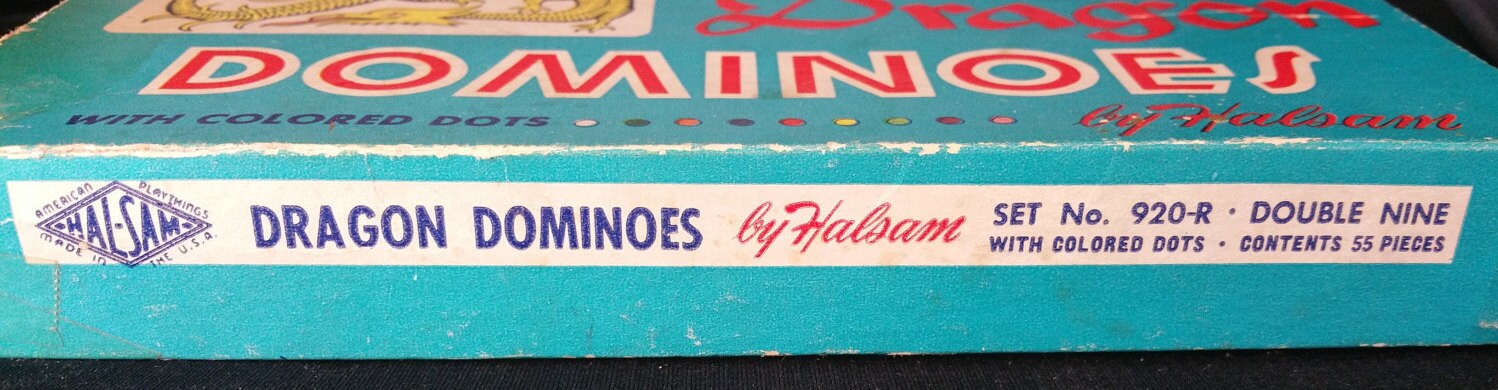 Dragon
DOMINOES
WITH COLORED DOTS
by Halsam
AMERICAN PLAYTHINGS
HAL-SAM
MADE IN THE U.S.A.
DRAGON DOMINOES by Halsam
SET No. 920-R · DOUBLE NINE
WITH COLORED DOTS · CONTENTS 55 PIECES